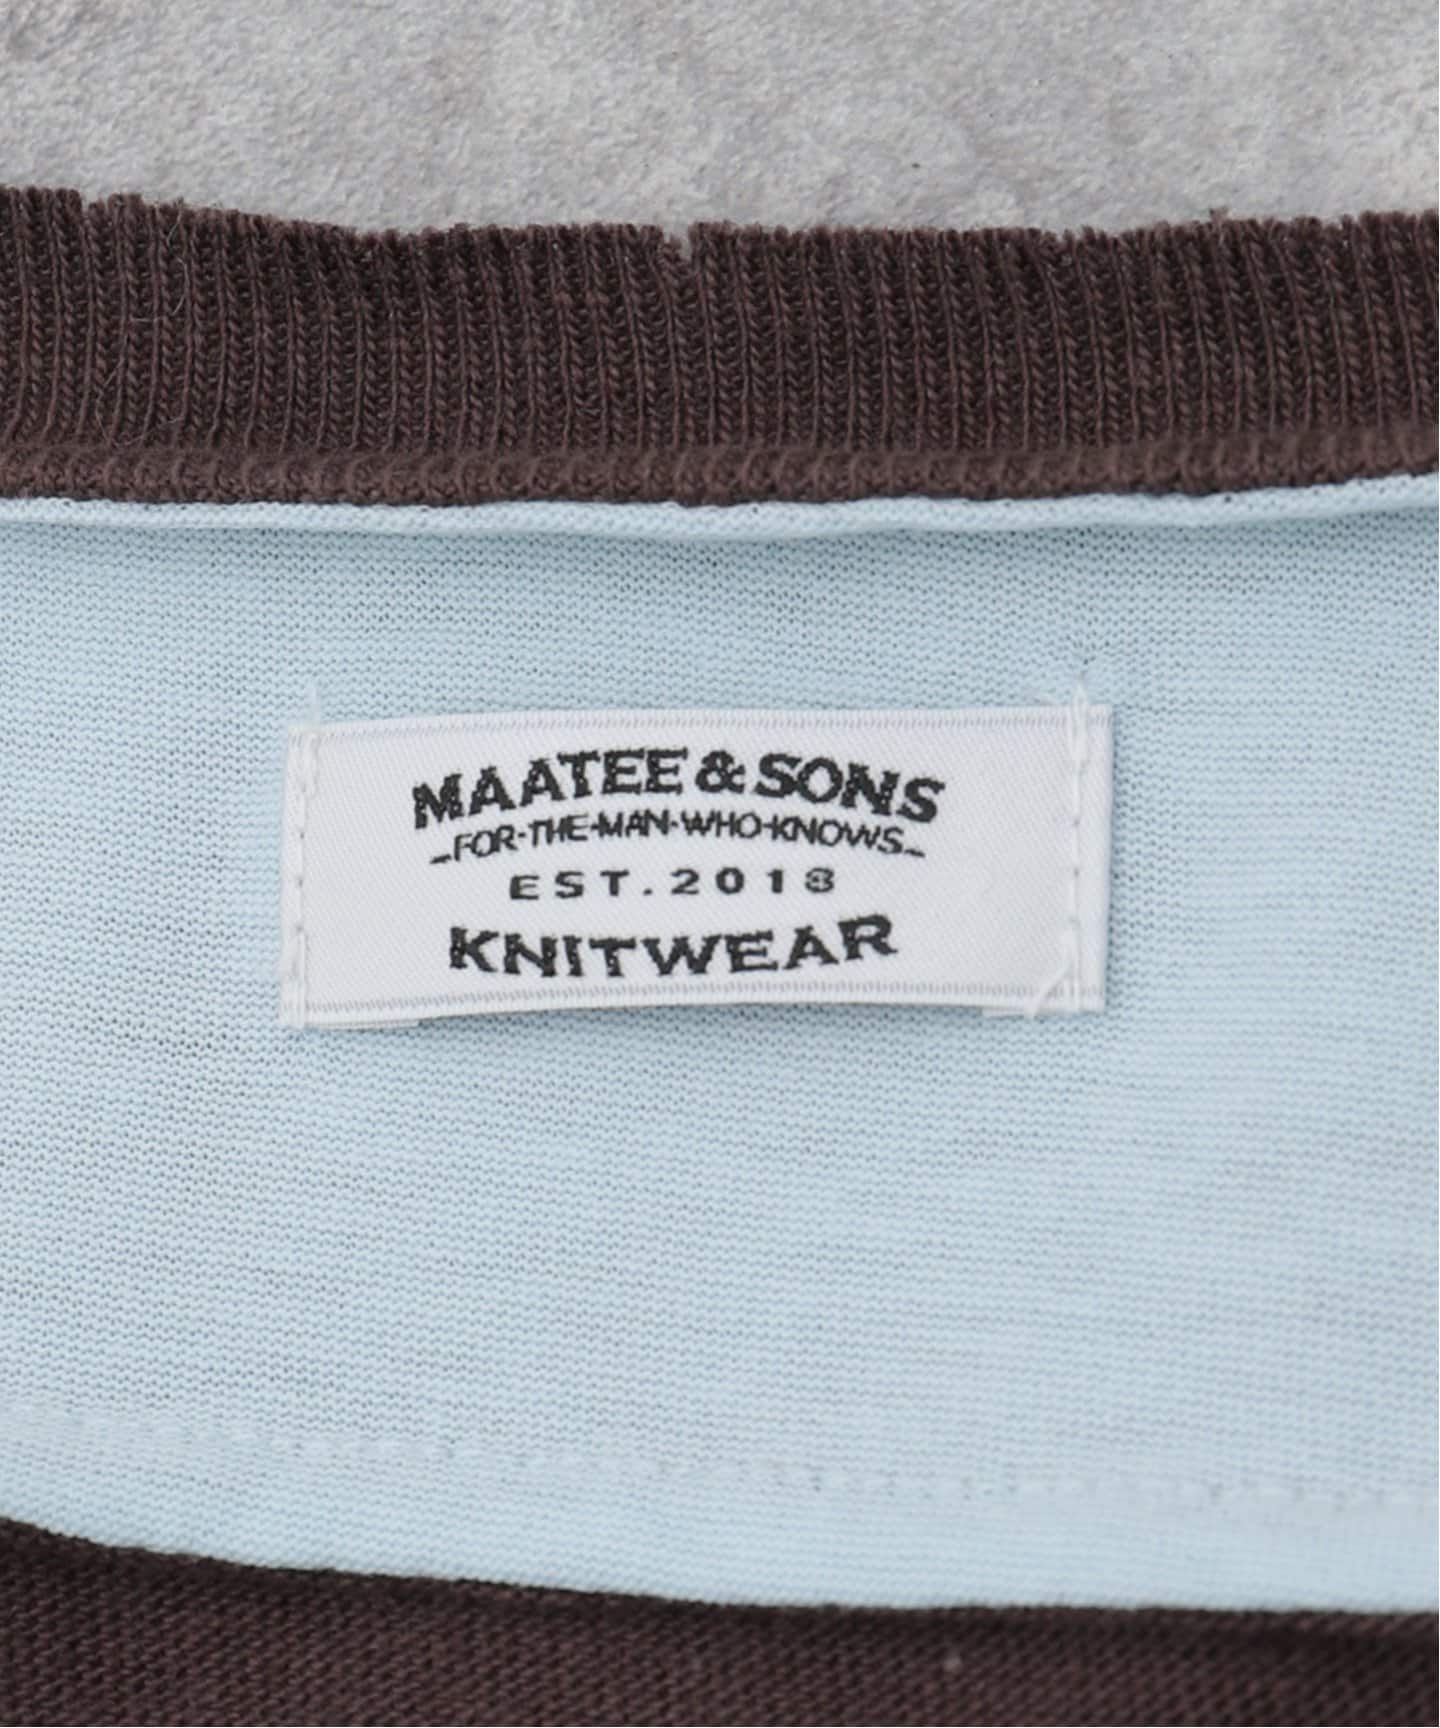 MAATEE & SONS
-FOR-THE-MAN-WHO-KNOWS-
EST. 2018
KNITWEAR